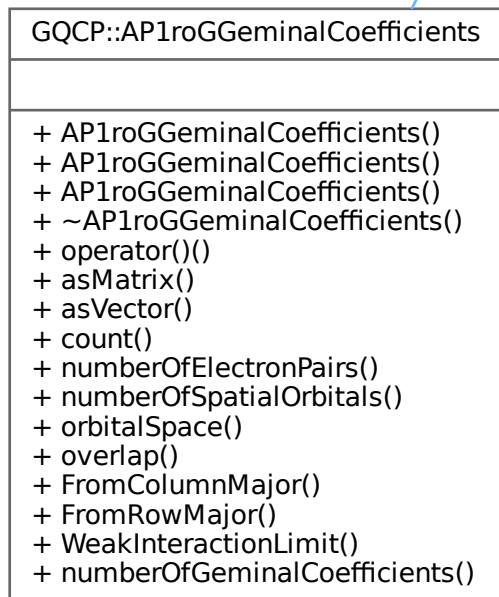 GQCP::AP1roGGeminalCoefficients
+ AP1roGGeminalCoefficients()
+ AP1roGGeminalCoefficients()
+ AP1roGGeminalCoefficients()
+ ~AP1roGGeminalCoefficients()
+ operator()()
+ asMatrix()
+ asVector()
+ count()
+ numberOfElectronPairs()
+ numberOfSpatialOrbitals()
+ orbitalSpace()
+ overlap()
+ FromColumnMajor()
+ FromRowMajor()
+ WeakInteractionLimit()
+ numberOfGeminalCoefficients()